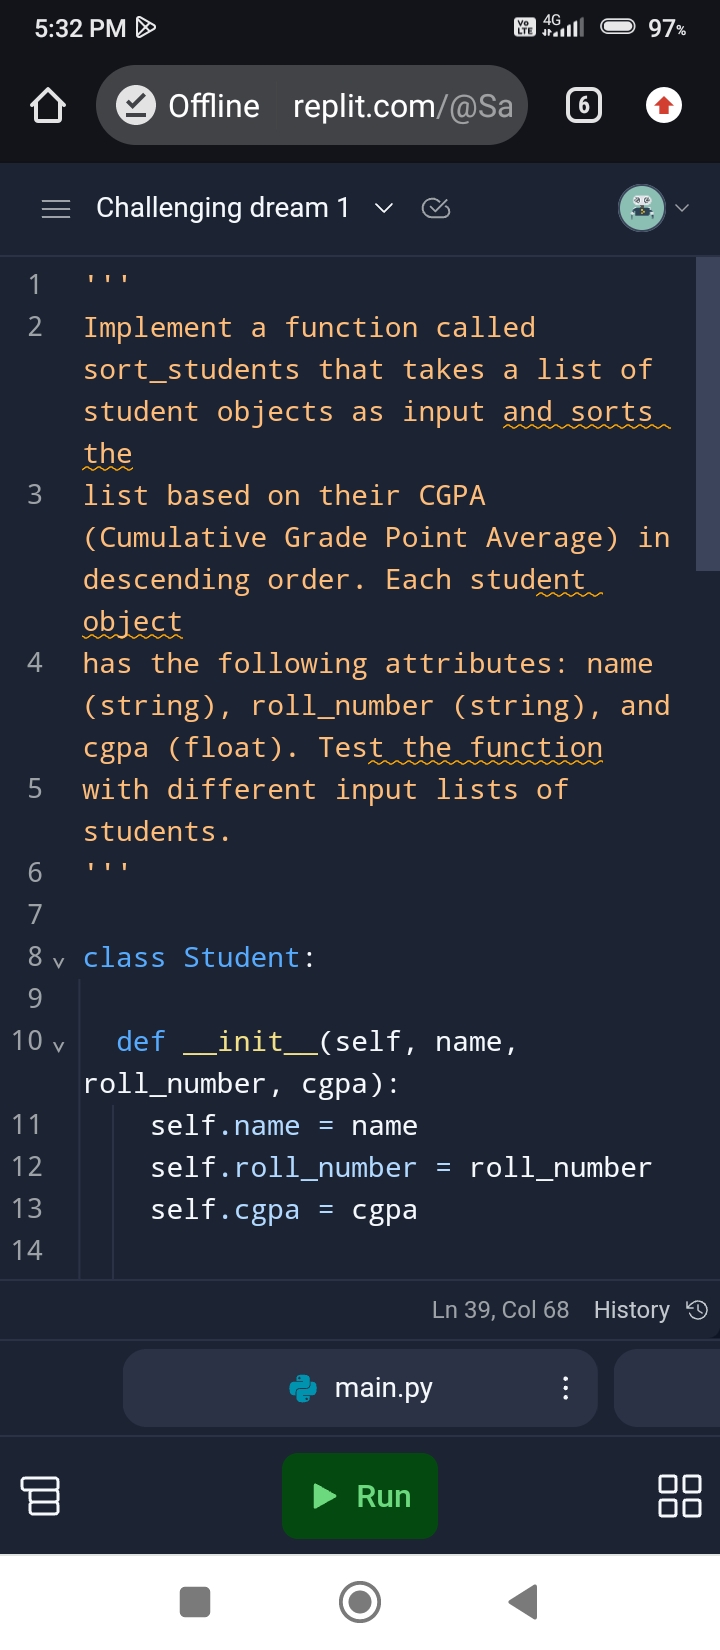 5:32 PM
Vo LTE 4G 97%
Offline replit.com/@Sa 6
Challenging dream 1
1 '''
2 Implement a function called
sort_students that takes a list of
student objects as input and sorts
the
3 list based on their CGPA
(Cumulative Grade Point Average) in
descending order. Each student
object
4 has the following attributes: name
(string), roll_number (string), and
cgpa (float). Test the function
5 with different input lists of
students.
6 '''
7
8 class Student:
9
10 def __init__(self, name,
roll_number, cgpa):
11 self.name = name
12 self.roll_number = roll_number
13 self.cgpa = cgpa
14
Ln 39, Col 68 History
main.py
Run